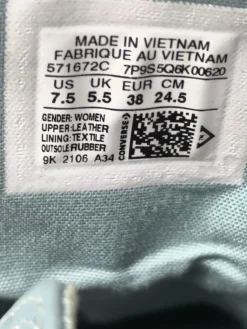 MADE IN VIETNAM
FABRIQUE AU VIETNAM
571672C 7P9S5Q6K00620
US UK EUR CM
7.5 5.5 38 24.5
GENDER: WOMEN
UPPER: LEATHER
LINING: TEXTILE
OUTSOLE: RUBBER
9K 2106 A34
CONVERSE